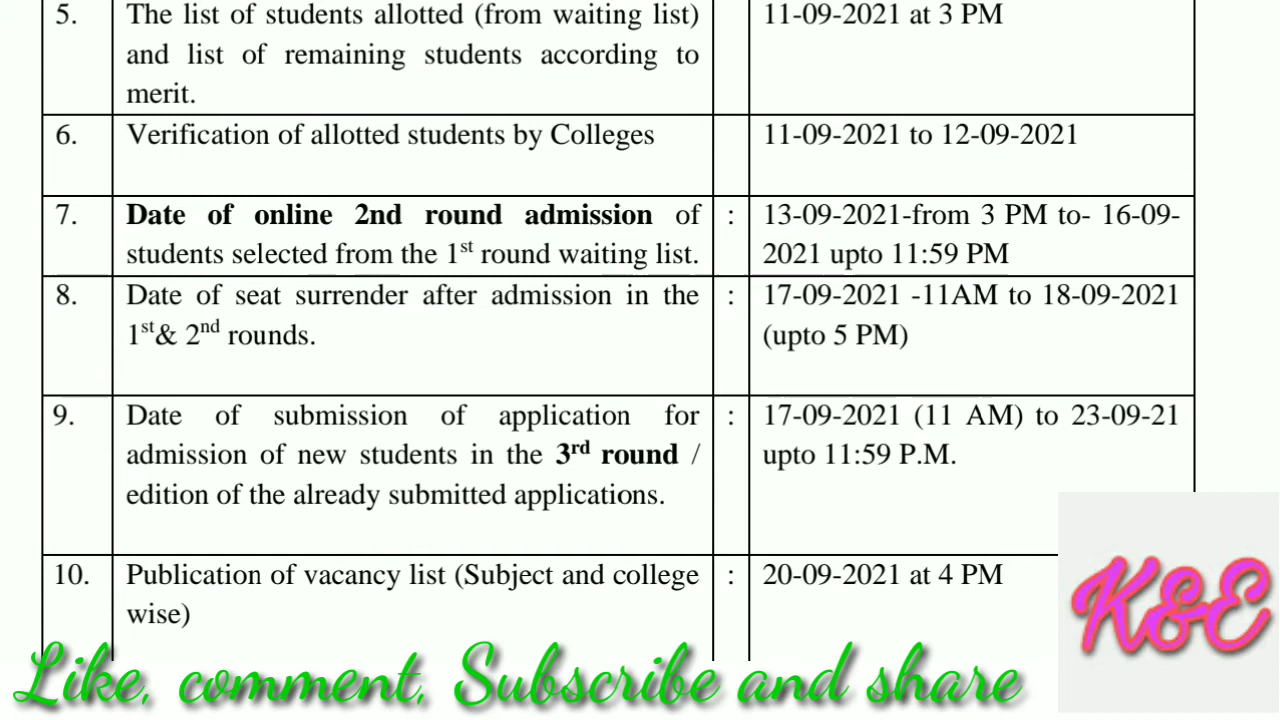 5. The list of students allotted (from waiting list) 11-09-2021 at 3 PM
and list of remaining students according to
merit.
6. Verification of allotted students by Colleges 11-09-2021 to 12-09-2021
7. Date of online 2nd round admission of : 13-09-2021-from 3 PM to- 16-09-
students selected from the 1st round waiting list. 2021 upto 11:59 PM
8. Date of seat surrender after admission in the : 17-09-2021 -11AM to 18-09-2021
1st& 2nd rounds. (upto 5 PM)
9. Date of submission of application for : 17-09-2021 (11 AM) to 23-09-21
admission of new students in the 3rd round / upto 11:59 P.M.
edition of the already submitted applications.
10. Publication of vacancy list (Subject and college : 20-09-2021 at 4 PM
wise)
K&E
Like, comment, Subscribe and share